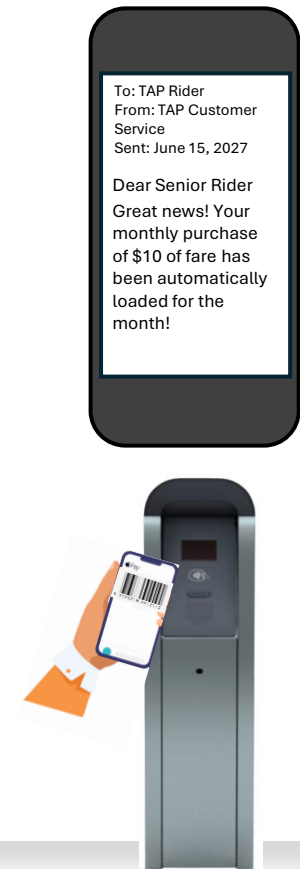 To: TAP Rider
From: TAP Customer
Service
Sent: June 15, 2027
Dear Senior Rider
Great news! Your
monthly purchase
of $10 of fare has
been automatically
loaded for the
month!
Pay